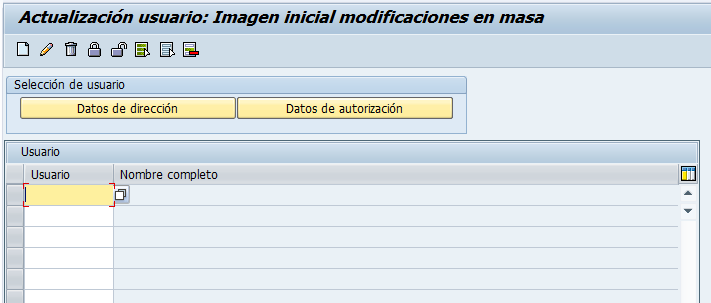 Actualización usuario: Imagen inicial modificaciones en masa
Selección de usuario
Datos de dirección Datos de autorización
Usuario
Usuario Nombre completo